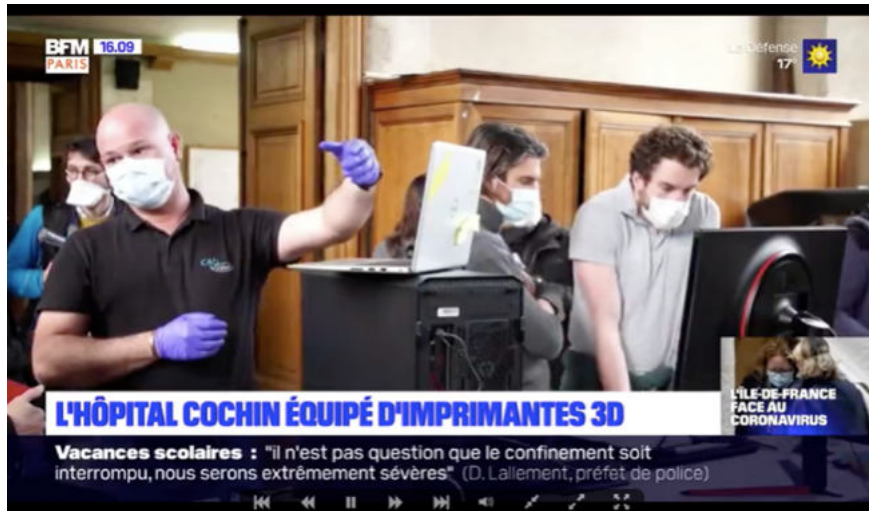 BFM 16.09
PARIS
La Défense
17°
L'HÔPITAL COCHIN ÉQUIPÉ D'IMPRIMANTES 3D
L'ÎLE-DE-FRANCE
FACE AU
CORONAVIRUS
Vacances scolaires : "il n'est pas question que le confinement soit
interrompu, nous serons extrêmement sévères" (D. Lallement, préfet de police)